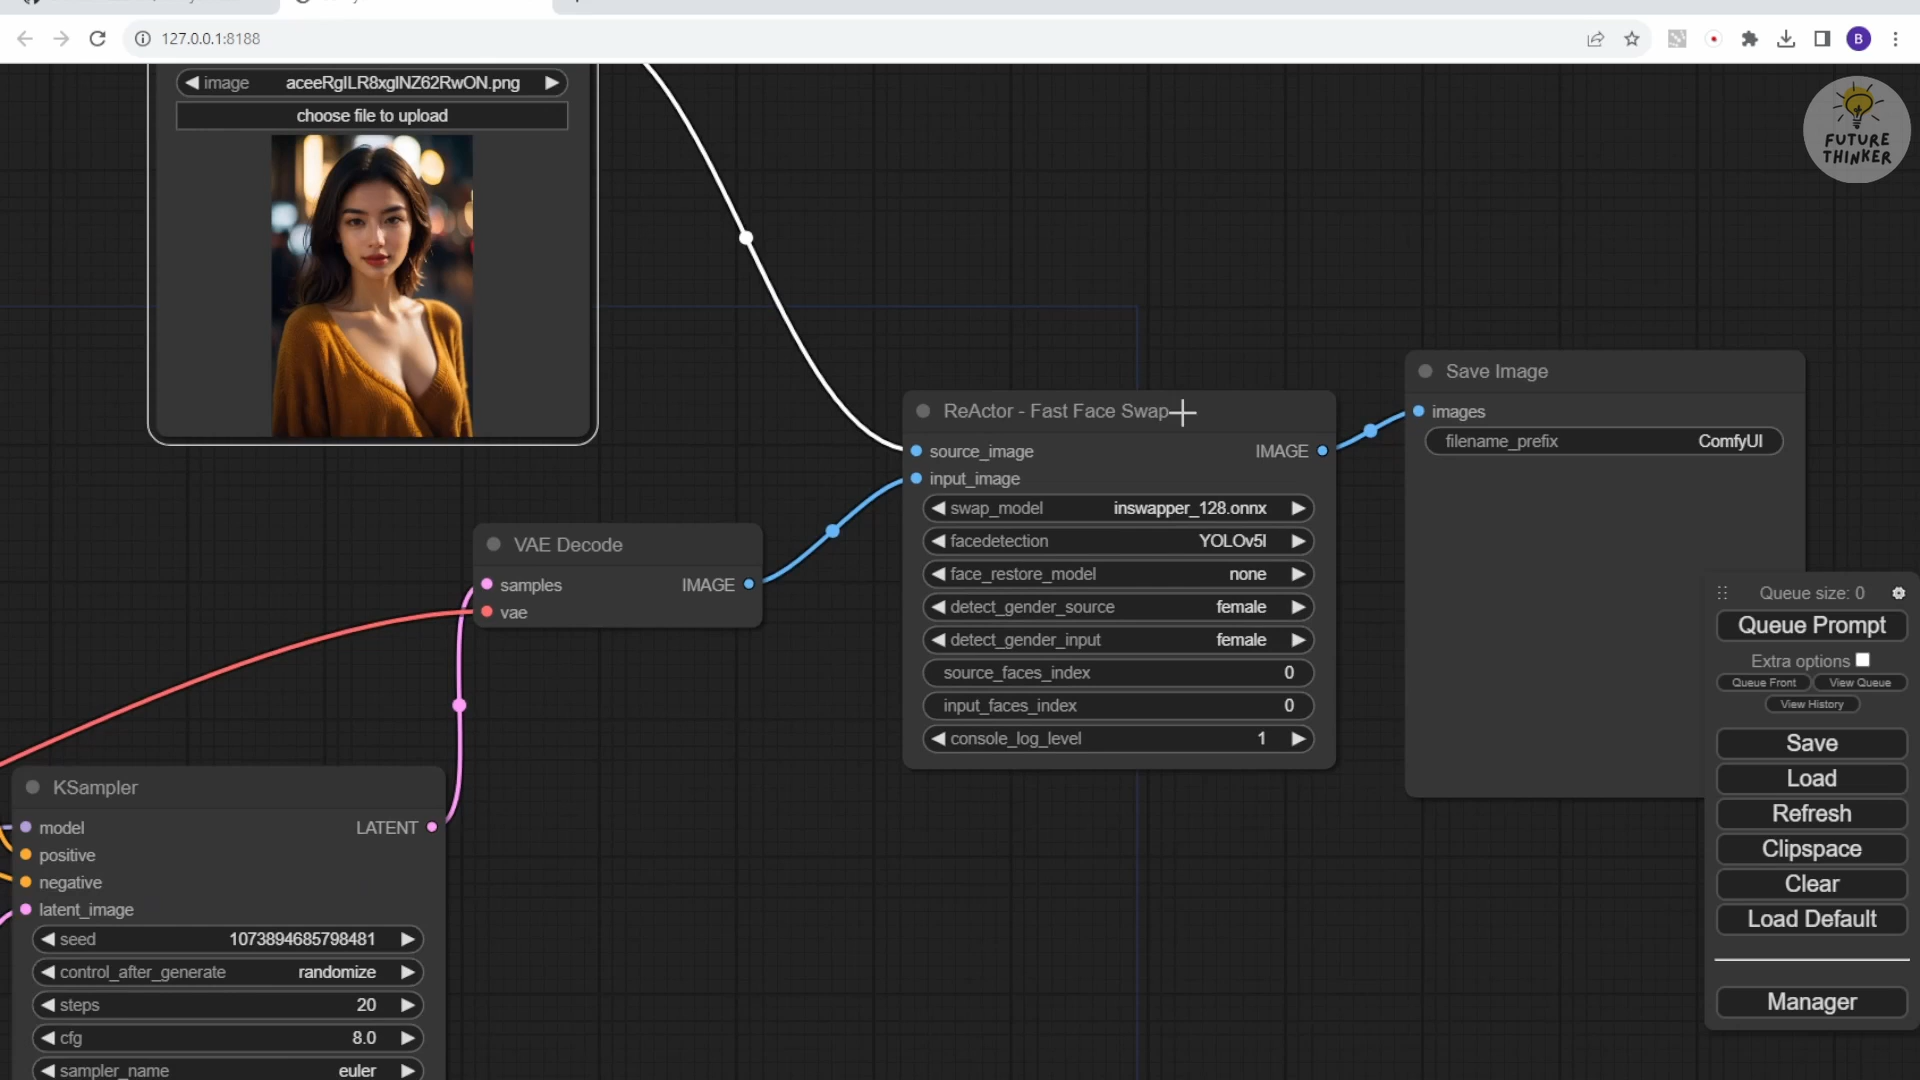 127.0.0.1:8188
B
image aceeRglLR8xglNZ62RwON.png
choose file to upload
FUTURE
THINKER
ReActor - Fast Face Swap
source_image IMAGE
input_image
swap_model inswapper_128.onnx
facedetection YOLOv5l
face_restore_model none
detect_gender_source female
detect_gender_input female
source_faces_index 0
input_faces_index 0
console_log_level 1
Save Image
images
filename_prefix ComfyUI
VAE Decode
samples IMAGE
vae
KSampler
model LATENT
positive
negative
latent_image
seed 1073894685798481
control_after_generate randomize
steps 20
cfg 8.0
sampler_name euler
Queue size: 0
Queue Prompt
Extra options
Queue Front View Queue
View History
Save
Load
Refresh
Clipspace
Clear
Load Default
Manager